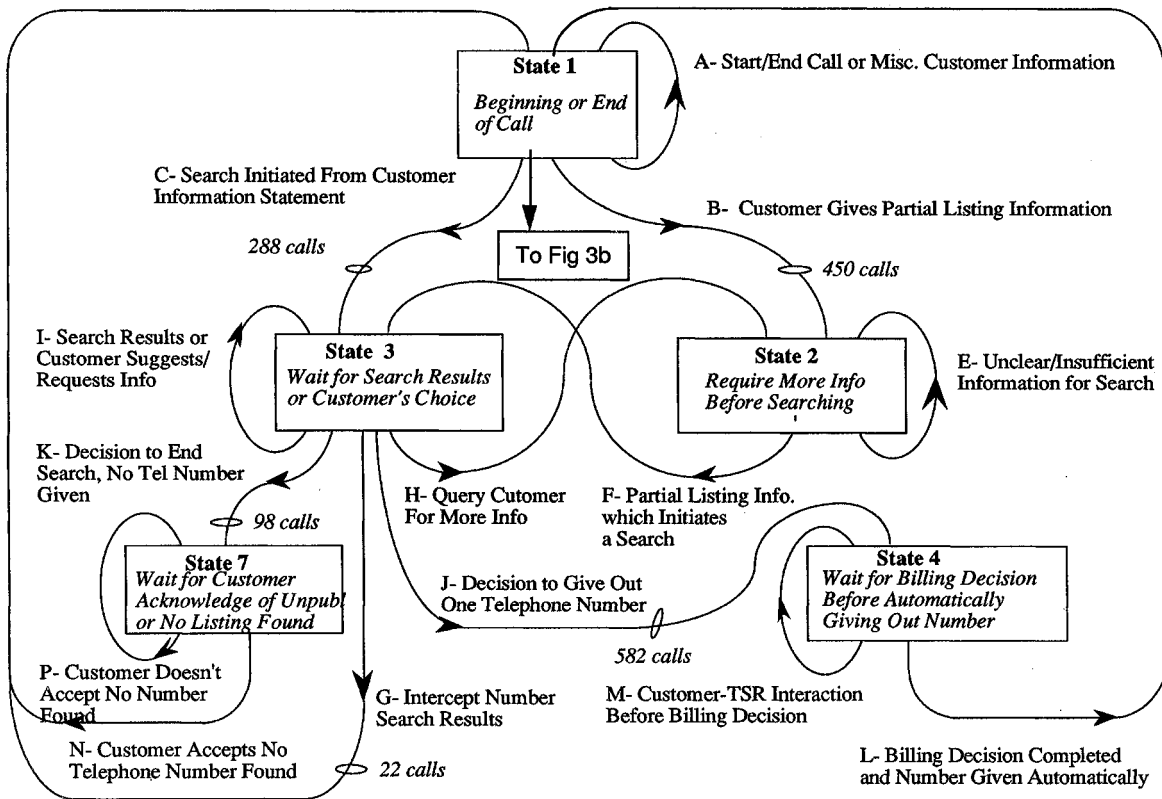 State 1
Beginning or End
of Call
A- Start/End Call or Misc. Customer Information
C- Search Initiated From Customer
Information Statement
B- Customer Gives Partial Listing Information
To Fig 3b
288 calls
450 calls
I- Search Results or
Customer Suggests/
Requests Info
State 3
Wait for Search Results
or Customer's Choice
State 2
Require More Info
Before Searching
E- Unclear/Insufficient
Information for Search
K- Decision to End
Search, No Tel Number
Given
H- Query Cutomer
For More Info
F- Partial Listing Info.
which Initiates
a Search
98 calls
State 7
Wait for Customer
Acknowledge of Unpubl
or No Listing Found
J- Decision to Give Out
One Telephone Number
State 4
Wait for Billing Decision
Before Automatically
Giving Out Number
582 calls
P- Customer Doesn't
Accept No Number
Found
G- Intercept Number
Search Results
M- Customer-TSR Interaction
Before Billing Decision
N- Customer Accepts No
Telephone Number Found
22 calls
L- Billing Decision Completed
and Number Given Automatically